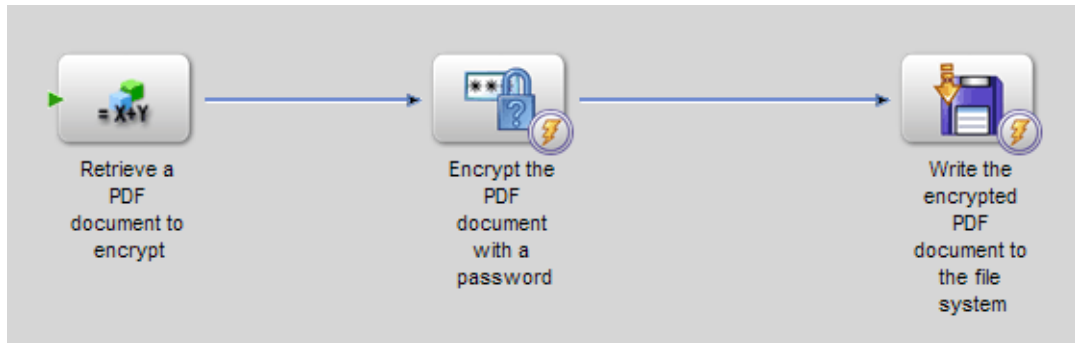 = X+Y
**
?
Retrieve a
PDF
document to
encrypt
Encrypt the
PDF
document
with a
password
Write the
encrypted
PDF
document to
the file
system